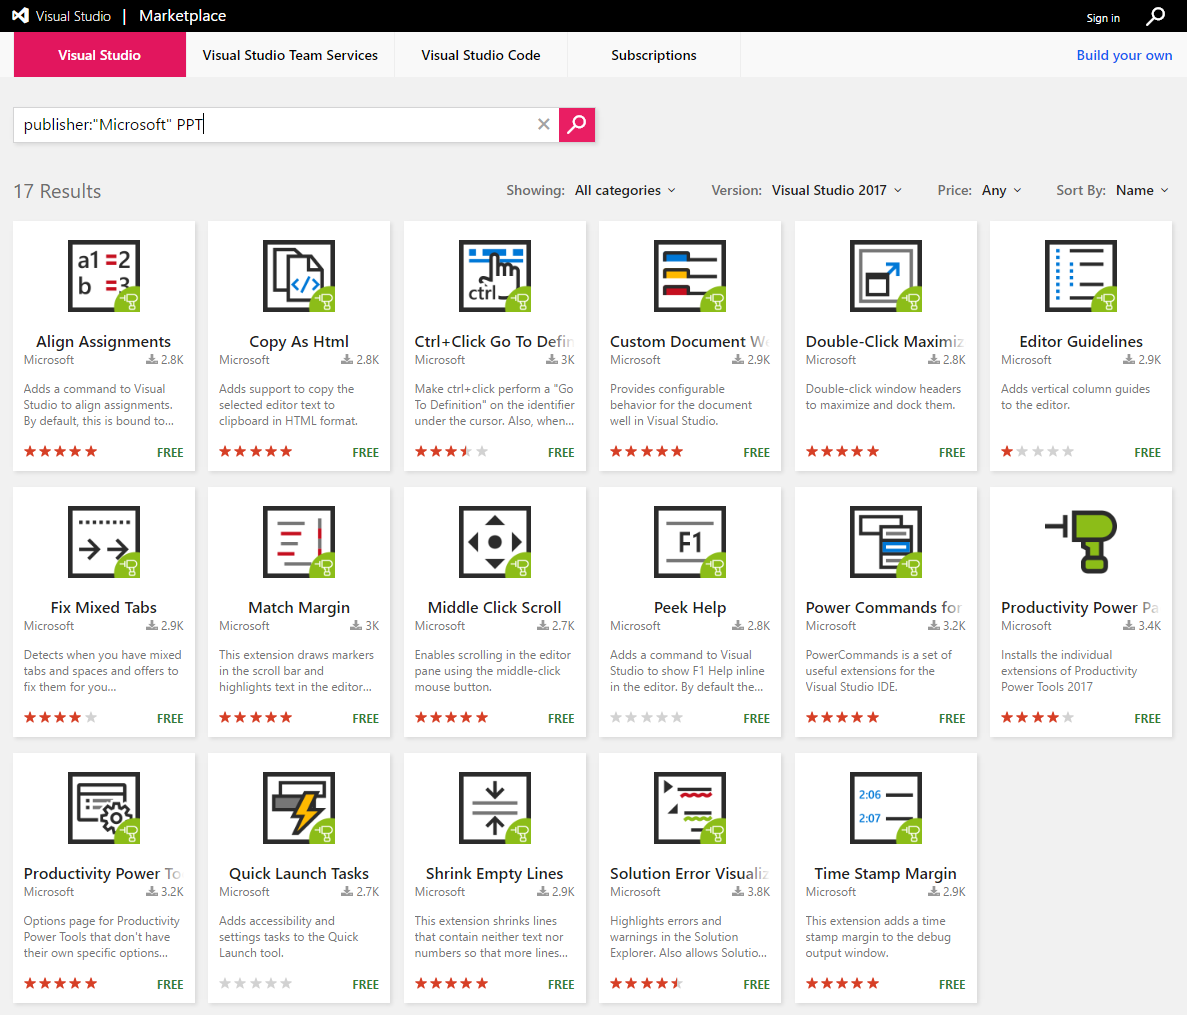 Visual Studio | Marketplace
Sign in
Visual Studio
Visual Studio Team Services
Visual Studio Code
Subscriptions
Build your own
publisher:"Microsoft" PPT
17 Results
Showing: All categories
Version: Visual Studio 2017
Price: Any
Sort By: Name
a1 =2
b =3
Align Assignments
Microsoft 2.8K
Adds a command to Visual
Studio to align assignments.
By default, this is bound to...
FREE
</>
Copy As Html
Microsoft 2.8K
Adds support to copy the
selected editor text to
clipboard in HTML format.
FREE
ctrl
Ctrl+Click Go To Defin
Microsoft 3K
Make ctrl+click perform a "Go
To Definition" on the identifier
under the cursor. Also, when...
FREE
Custom Document We
Microsoft 2.9K
Provides configurable
behavior for the document
well in Visual Studio.
FREE
Double-Click Maximiz
Microsoft 2.8K
Double-click window headers
to maximize and dock them.
FREE
Editor Guidelines
Microsoft 2.9K
Adds vertical column guides
to the editor.
FREE
Fix Mixed Tabs
Microsoft 2.9K
Detects when you have mixed
tabs and spaces and offers to
fix them for you...
FREE
Match Margin
Microsoft 3K
This extension draws markers
in the scroll bar and
highlights text in the editor...
FREE
Middle Click Scroll
Microsoft 2.7K
Enables scrolling in the editor
pane using the middle-click
mouse button.
FREE
F1
Peek Help
Microsoft 2.8K
Adds a command to Visual
Studio to show F1 Help inline
in the editor. By default the...
FREE
Power Commands for
Microsoft 3.2K
PowerCommands is a set of
useful extensions for the
Visual Studio IDE.
FREE
Productivity Power Pa
Microsoft 3.4K
Installs the individual
extensions of Productivity
Power Tools 2017
FREE
Productivity Power To
Microsoft 3.2K
Options page for Productivity
Power Tools that don't have
their own specific options...
FREE
Quick Launch Tasks
Microsoft 2.7K
Adds accessibility and
settings tasks to the Quick
Launch tool.
FREE
Shrink Empty Lines
Microsoft 2.9K
This extension shrinks lines
that contain neither text nor
numbers so that more lines...
FREE
Solution Error Visualiz
Microsoft 3.8K
Highlights errors and
warnings in the Solution
Explorer. Also allows Solutio...
FREE
2:06
2:07
Time Stamp Margin
Microsoft 2.9K
This extension adds a time
stamp margin to the debug
output window.
FREE